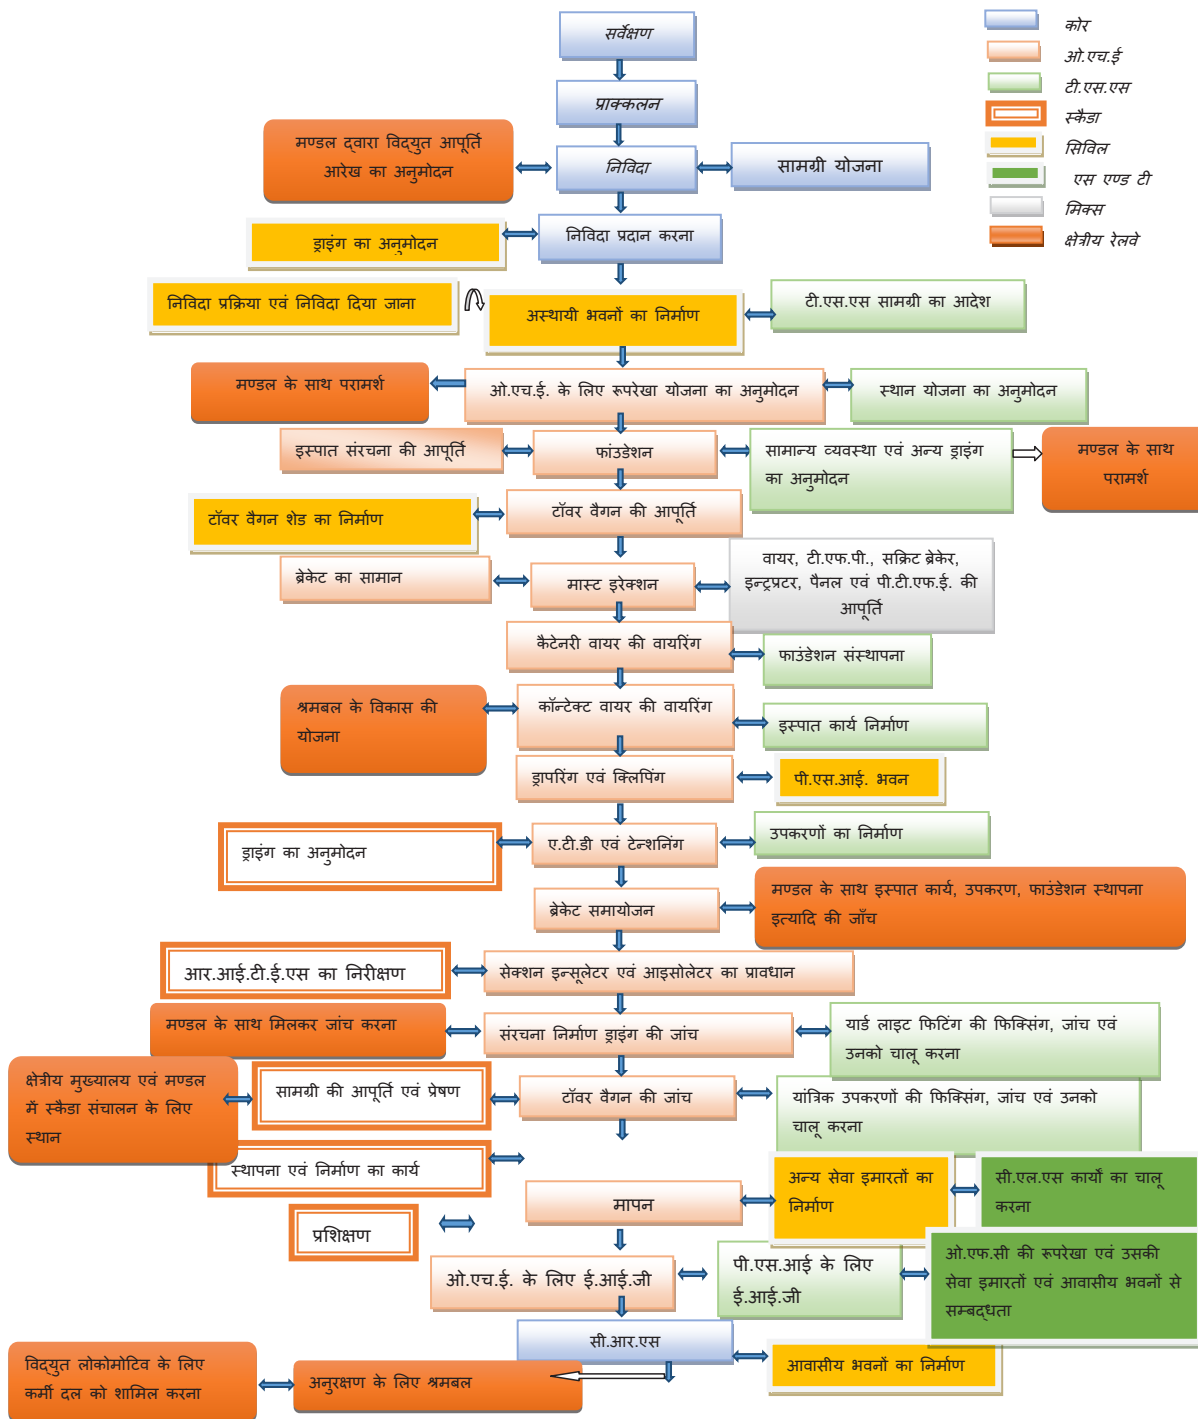 सर्वेक्षण
कोर
ओ.एच.ई
टी.एस.एस
स्कैडा
सिविल
एस एण्ड टी
मिक्स
क्षेत्रीय रेलवे
प्राक्कलन
मण्डल द्वारा विद्युत आपूर्ति
आरेख का अनुमोदन
निविदा
सामग्री योजना
ड्राइंग का अनुमोदन
निविदा प्रदान करना
निविदा प्रक्रिया एवं निविदा दिया जाना
अस्थायी भवनों का निर्माण
टी.एस.एस सामग्री का आदेश
मण्डल के साथ परामर्श
ओ.एच.ई. के लिए रूपरेखा योजना का अनुमोदन
स्थान योजना का अनुमोदन
इस्पात संरचना की आपूर्ति
फांउडेशन
सामान्य व्यवस्था एवं अन्य ड्राइंग
का अनुमोदन
मण्डल के साथ
परामर्श
टॉवर वैगन शेड का निर्माण
टॉवर वैगन की आपूर्ति
ब्रेकेट का सामान
मास्ट इरेक्शन
वायर, टी.एफ.पी., सक्रिट ब्रेकेर,
इन्ट्रप्रटर, पैनल एवं पी.टी.एफ.ई. की
आपूर्ति
कैटेनरी वायर की वायरिंग
फाउंडेशन संस्थापना
श्रमबल के विकास की
योजना
कॉन्टेक्ट वायर की वायरिंग
इस्पात कार्य निर्माण
ड्रापरिंग एवं क्लिपिंग
पी.एस.आई. भवन
ड्राइंग का अनुमोदन
ए.टी.डी एवं टेन्शनिंग
उपकरणों का निर्माण
ब्रेकेट समायोजन
मण्डल के साथ इस्पात कार्य, उपकरण, फाउंडेशन स्थापना
इत्यादि की जाँच
आर.आई.टी.ई.एस का निरीक्षण
सेक्शन इन्सूलेटर एवं आइसोलेटर का प्रावधान
मण्डल के साथ मिलकर जांच करना
संरचना निर्माण ड्राइंग की जांच
यार्ड लाइट फिटिंग की फिक्सिंग, जांच एवं
उनको चालू करना
क्षेत्रीय मुख्यालय एवं मण्डल
में स्कैडा संचालन के लिए
स्थान
सामग्री की आपूर्ति एवं प्रेषण
टॉवर वैगन की जांच
यांत्रिक उपकरणों की फिक्सिंग, जांच एवं उनको
चालू करना
स्थापना एवं निर्माण का कार्य
अन्य सेवा इमारतों का
निर्माण
सी.एल.एस कार्यों का चालू
करना
मापन
प्रशिक्षण
ओ.एच.ई. के लिए ई.आई.जी
पी.एस.आई के लिए
ई.आई.जी
ओ.एफ.सी की रूपरेखा एवं उसकी
सेवा इमारतों एवं आवासीय भवनों से
सम्बद्धता
सी.आर.एस
आवासीय भवनों का निर्माण
विद्युत लोकोमोटिव के लिए
कर्मी दल को शामिल करना
अनुरक्षण के लिए श्रमबल